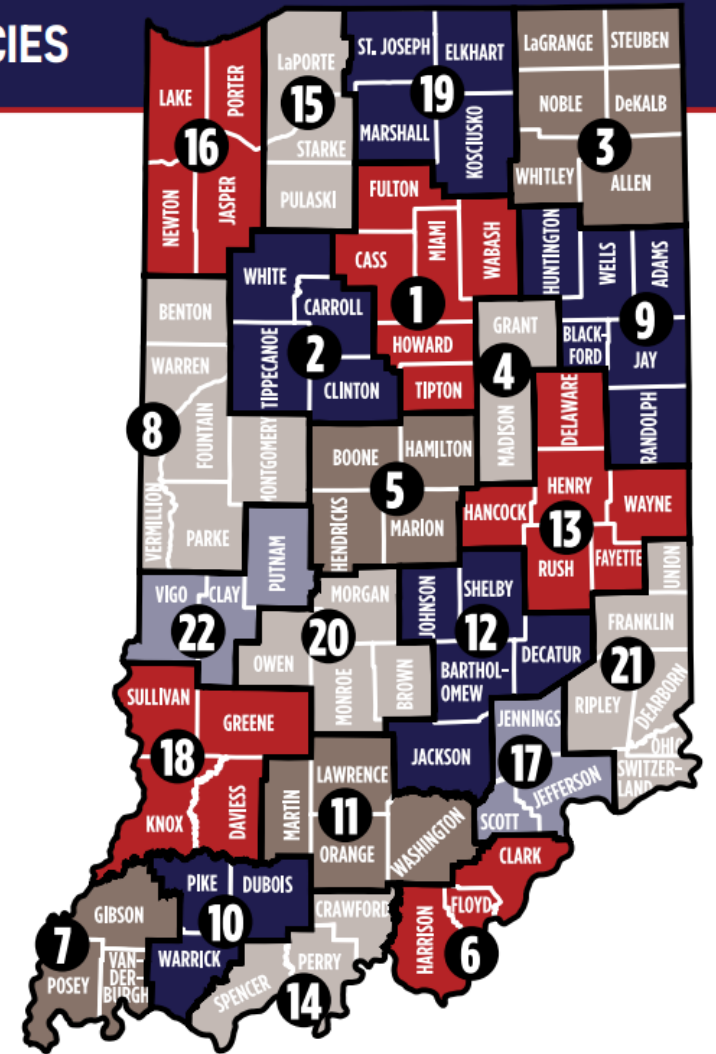 CIES
ST. JOSEPH
ELKHART
LaGRANGE
STEUBEN
LaPORTE
LAKE
PORTER
15
19
NOBLE
DeKALB
MARSHALL
KOSCIUSKO
16
STARKE
3
WHITLEY
ALLEN
FULTON
JASPER
NEWTON
PULASKI
MIAMI
WABASH
HUNTINGTON
WELLS
ADAMS
CASS
WHITE
CARROLL
1
BENTON
GRANT
9
BLACK-
FORD
JAY
HOWARD
2
TIPPECANOE
WARREN
4
CLINTON
TIPTON
DELAWARE
RANDOLPH
8
FOUNTAIN
MONTGOMERY
BOONE
HAMILTON
MADISON
5
HENRY
WAYNE
HANCOCK
13
VERMILLION
PARKE
HENDRICKS
MARION
PUTNAM
RUSH
FAYETTE
UNION
VIGO
CLAY
MORGAN
JOHNSON
SHELBY
22
20
12
FRANKLIN
OWEN
MONROE
BROWN
BARTHOL-
OMEW
DECATUR
21
RIPLEY
DEARBORN
SULLIVAN
GREENE
JENNINGS
OHIO
18
JACKSON
17
SWITZER-
LAND
LAWRENCE
JEFFERSON
KNOX
DAVIESS
MARTIN
11
ORANGE
WASHINGTON
SCOTT
CLARK
PIKE
DUBOIS
GIBSON
10
CRAWFORD
FLOYD
HARRISON
7
VAN-
DER-
BURGH
WARRICK
PERRY
6
POSEY
SPENCER
14